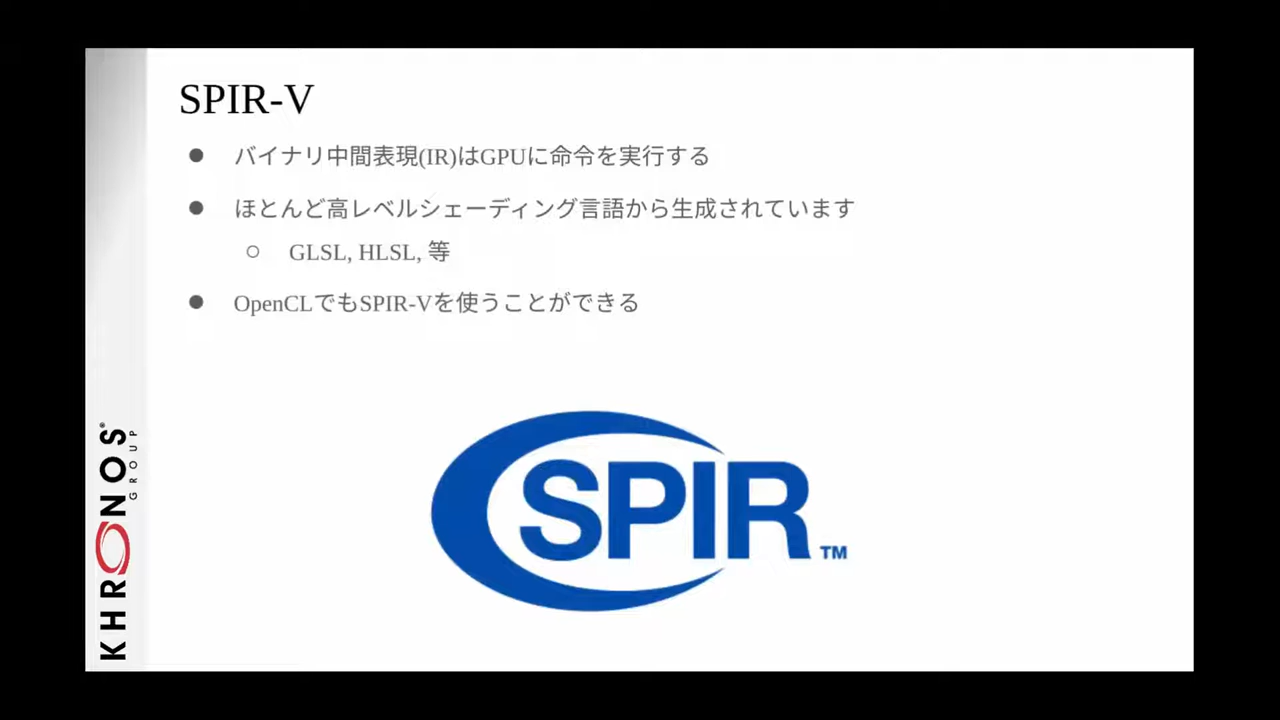 SPIR-V
● バイナリ中間表現(IR)はGPUに命令を実行する
● ほとんど高レベルシェーディング言語から生成されています
○ GLSL, HLSL, 等
● OpenCLでもSPIR-Vを使うことができる
SPIR™
KHRONOS®
GROUP